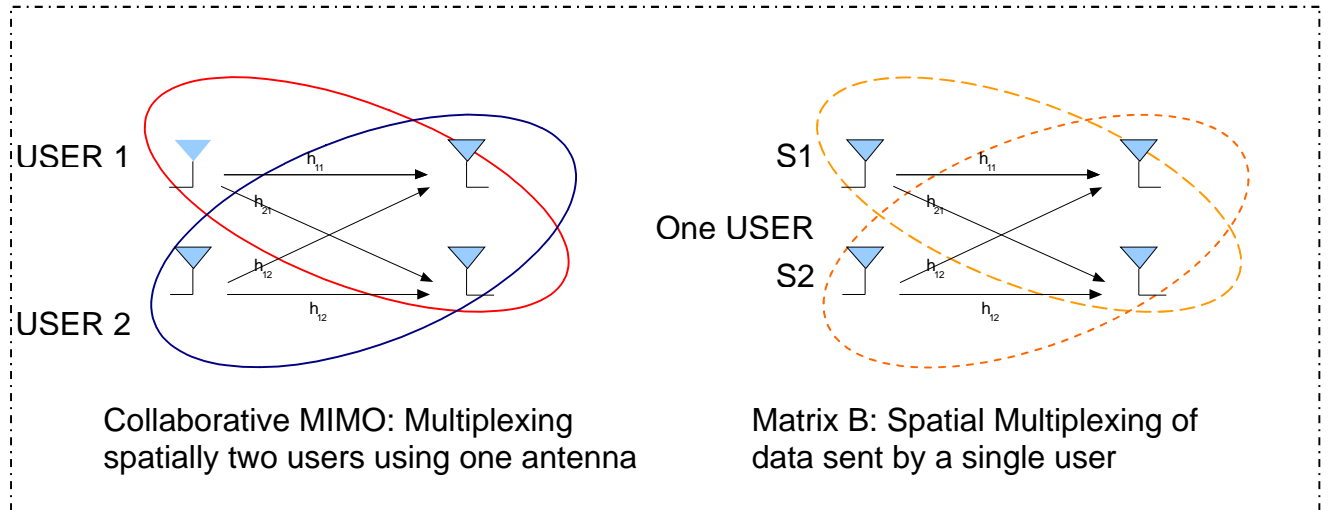 USER 1
h11
h21
h12
USER 2
h12
Collaborative MIMO: Multiplexing
spatially two users using one antenna
S1
h11
h21
One USER
h12
S2
h12
Matrix B: Spatial Multiplexing of
data sent by a single user